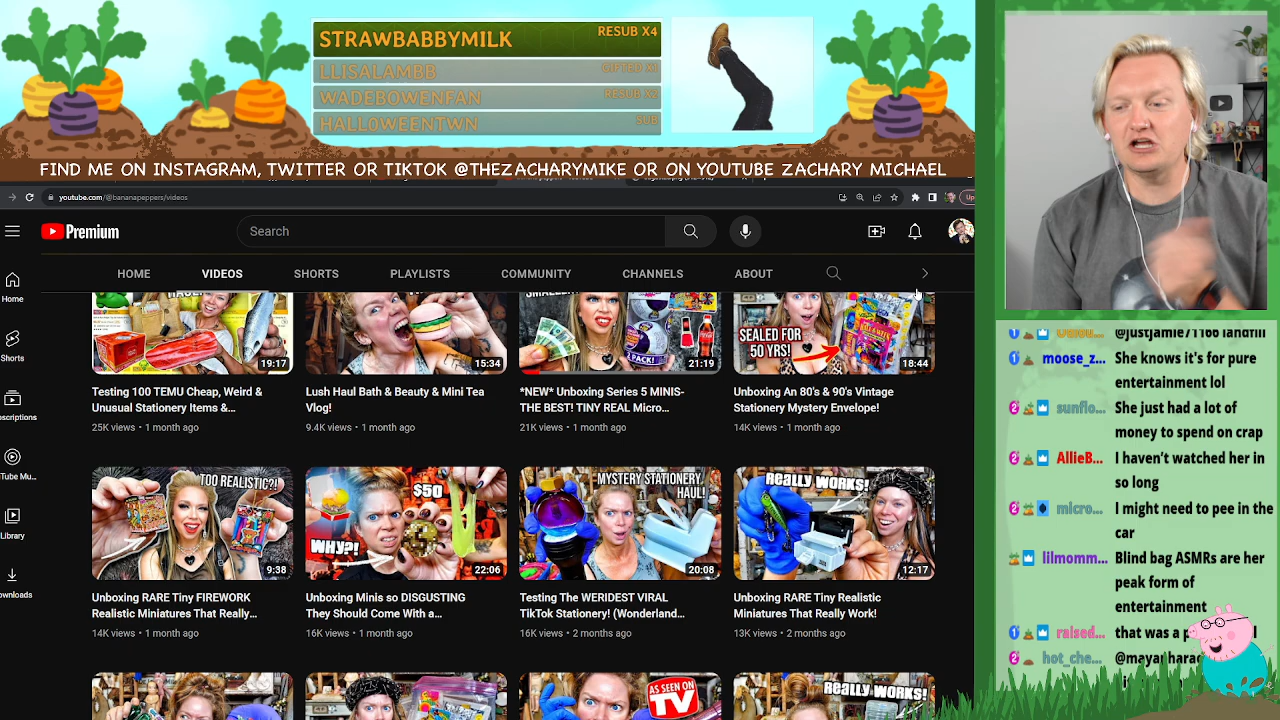 STRAWBABBYMILK
RESUB X4
LLISALAMBB
GIFTED X1
WADEBOWENFAN
RESUB X2
HALLOWEENTWN
SUB
FIND ME ON INSTAGRAM, TWITTER OR TIKTOK @THEZACHARYMIKE OR ON YOUTUBE ZACHARY MICHAEL
youtube.com/@bananapeppers/videos
Up
Premium
Search
HOME
VIDEOS
SHORTS
PLAYLISTS
COMMUNITY
CHANNELS
ABOUT
Home
Shorts
scriptions
Tube Mu...
Library
ownloads
19:17
15:34
21:19
SEALED FOR
50 YRS!
18:44
Testing 100 TEMU Cheap, Weird &
Unusual Stationery Items &...
25K views • 1 month ago
Lush Haul Bath & Beauty & Mini Tea
Vlog!
9.4K views • 1 month ago
*NEW* Unboxing Series 5 MINIS-
THE BEST! TINY REAL Micro...
21K views • 1 month ago
Unboxing An 80's & 90's Vintage
Stationery Mystery Envelope!
14K views • 1 month ago
TOO REALISTIC?!
9:38
$50
WHY?!
22:06
MYSTERY STATIONERY
HAUL!
20:08
REALLY WORKS!
12:17
Unboxing RARE Tiny FIREWORK
Realistic Miniatures That Really...
14K views • 1 month ago
Unboxing Minis so DISGUSTING
They Should Come With a...
16K views • 1 month ago
Testing The WERIDEST VIRAL
TikTok Stationery! (Wonderland...
16K views • 2 months ago
Unboxing RARE Tiny Realistic
Miniatures That Really Work!
13K views • 2 months ago
AS SEEN ON
TV
REALLY WORKS!
@justjamie71166 landfill
moose_z... She knows it's for pure
entertainment lol
sunflo... She just had a lot of
money to spend on crap
AllieB... I haven't watched her in
so long
micro... I might need to pee in the
car
lilmomm... Blind bag ASMRs are her
peak form of
entertainment
raised... that was a
hot_che...